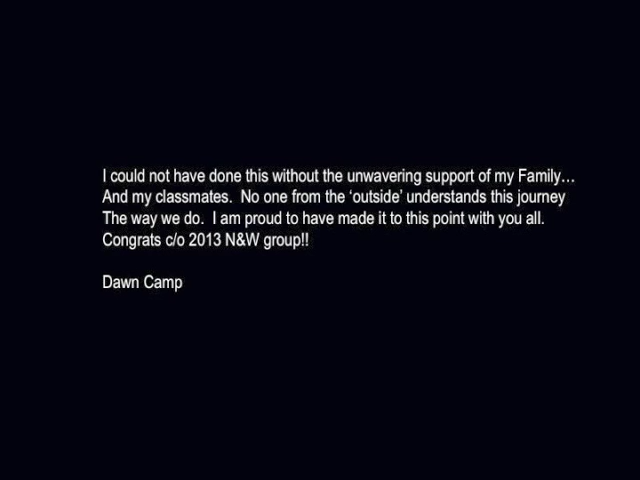 I could not have done this without the unwavering support of my Family…
And my classmates.  No one from the ‘outside’ understands this journey
The way we do.  I am proud to have made it to this point with you all.
Congrats c/o 2013 N&W group!!
Dawn Camp